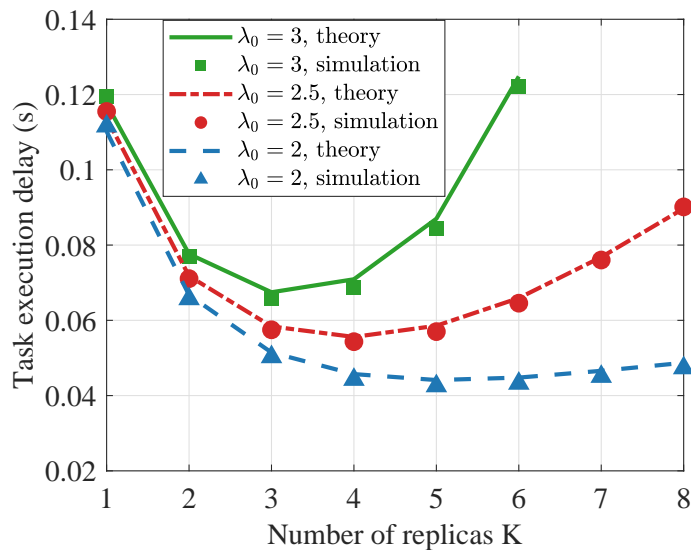 λ₀ = 3, theory
λ₀ = 3, simulation
λ₀ = 2.5, theory
λ₀ = 2.5, simulation
λ₀ = 2, theory
λ₀ = 2, simulation
Task execution delay (s)
0.14
0.12
0.1
0.08
0.06
0.04
0.02
1 2 3 4 5 6 7 8
Number of replicas K